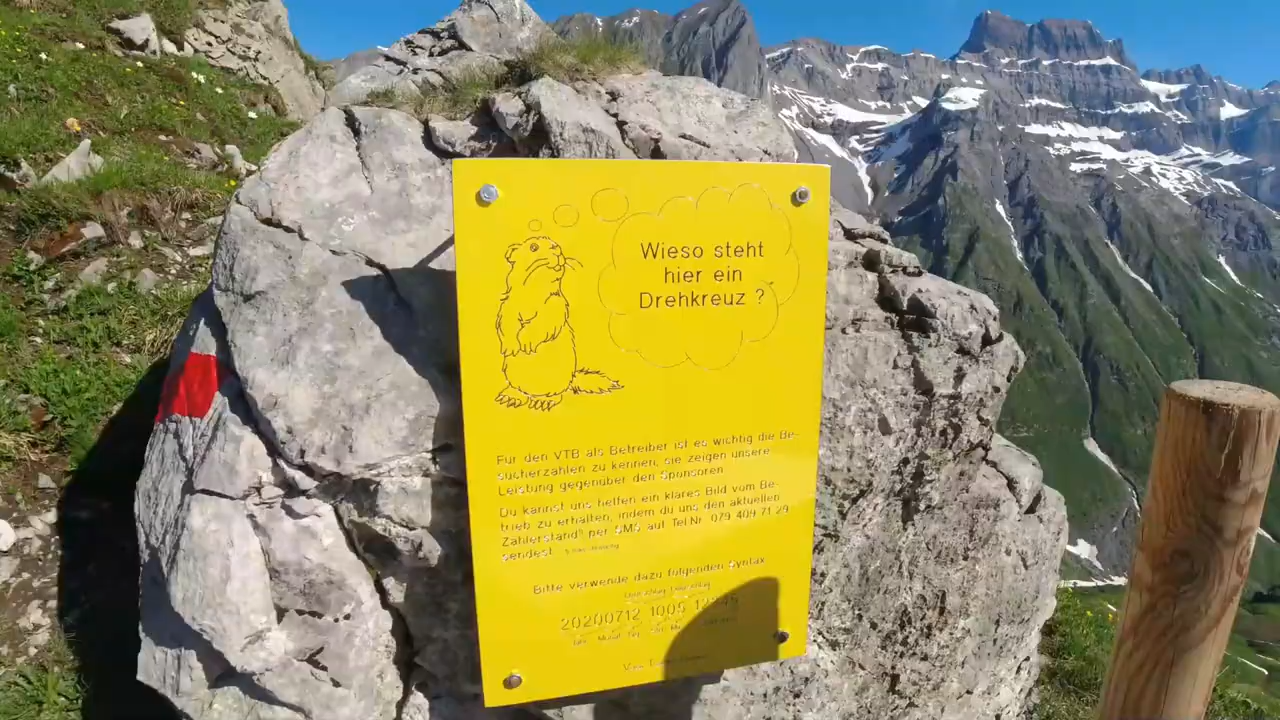 Wieso steht
hier ein
Drehkreuz ?
Für den VTB als Betreiber ist es wichtig die Be-
sucherzahlen zu kennen, sie zeigen unsere
Leistung gegenüber den Sponsoren.
Du kannst uns helfen ein klares Bild vom Be-
trieb zu erhalten, indem du uns den aktuellen
Zählerstand* per SMS auf Tel.Nr. 079 409 71 29
sendest.
Bitte verwende dazu folgenden Syntax
20200712 1005